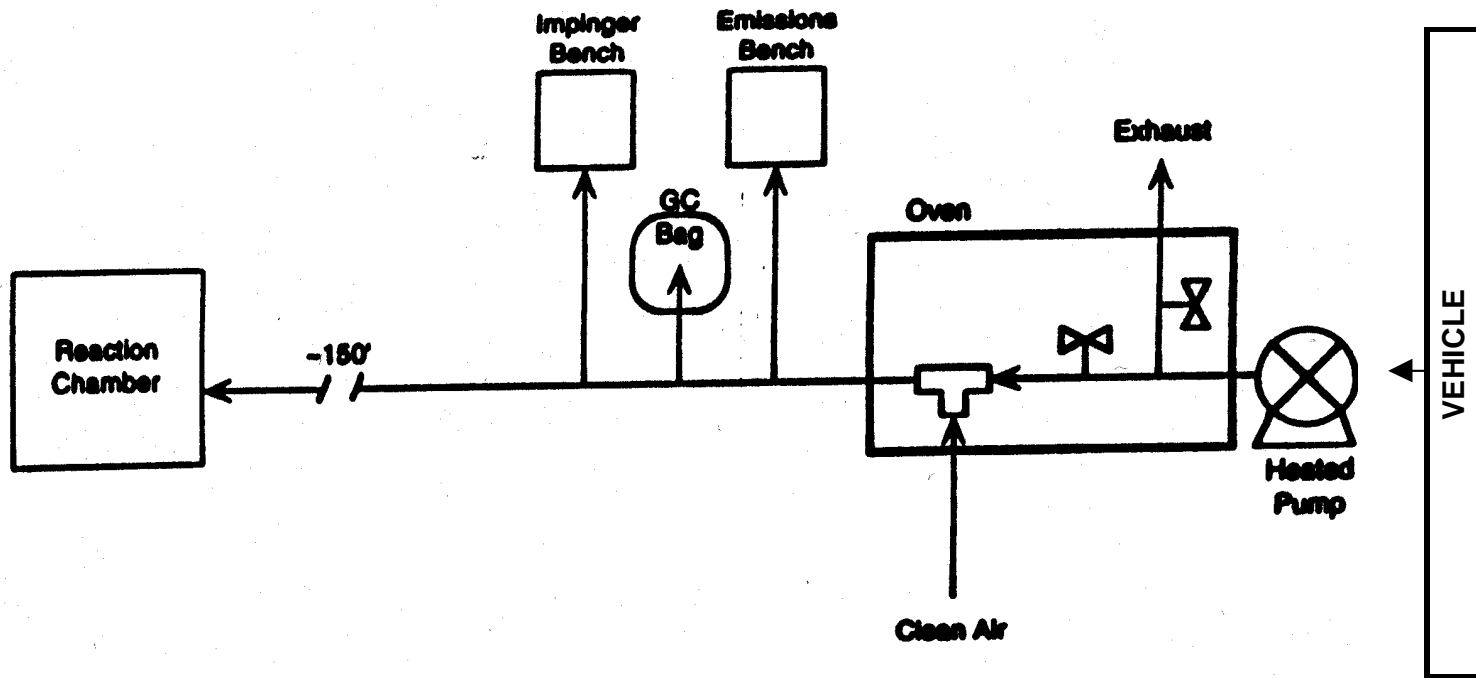 Impinger
Bench
Emissions
Bench
Exhaust
GC
Bag
Oven
Reaction
Chamber
~150'
VEHICLE
Heated
Pump
Clean Air